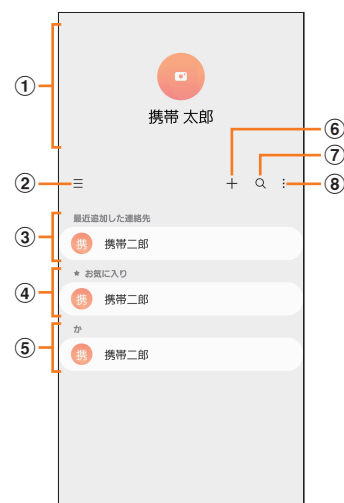 ①
携帯 太郎
⑥
⑦
② ⑧
最近追加した連絡先
③ 携 携帯二郎
★ お気に入り
④ 携 携帯二郎
か
⑤ 携 携帯二郎